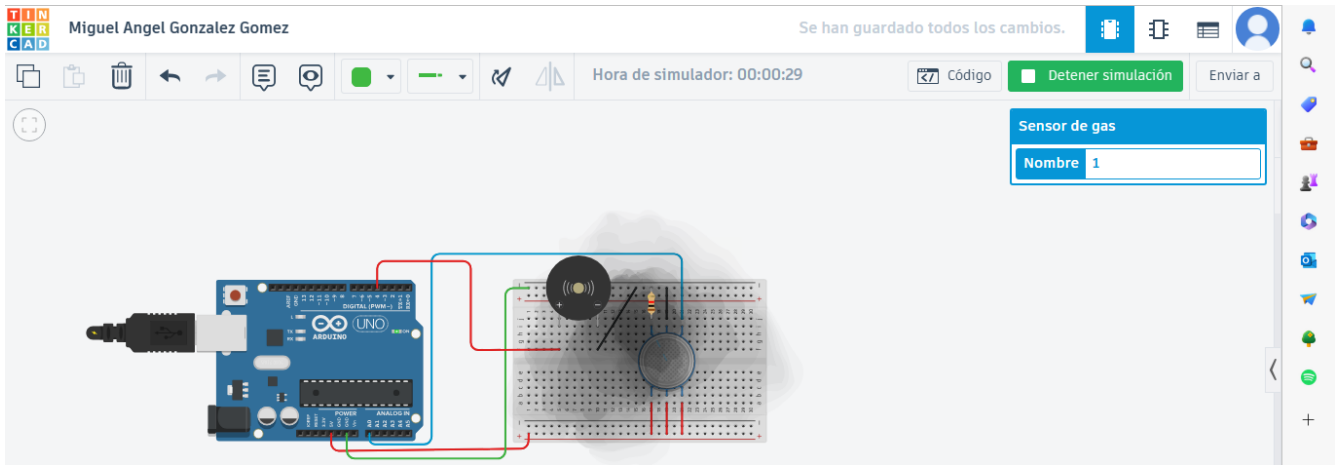 TIN
KER
CAD
Miguel Angel Gonzalez Gomez
Se han guardado todos los cambios.
Hora de simulador: 00:00:29
Código
Detener simulación
Enviar a
Sensor de gas
Nombre 1
DIGITAL (PWM~)
UNO
ARDUINO
ON
POWER
ANALOG IN